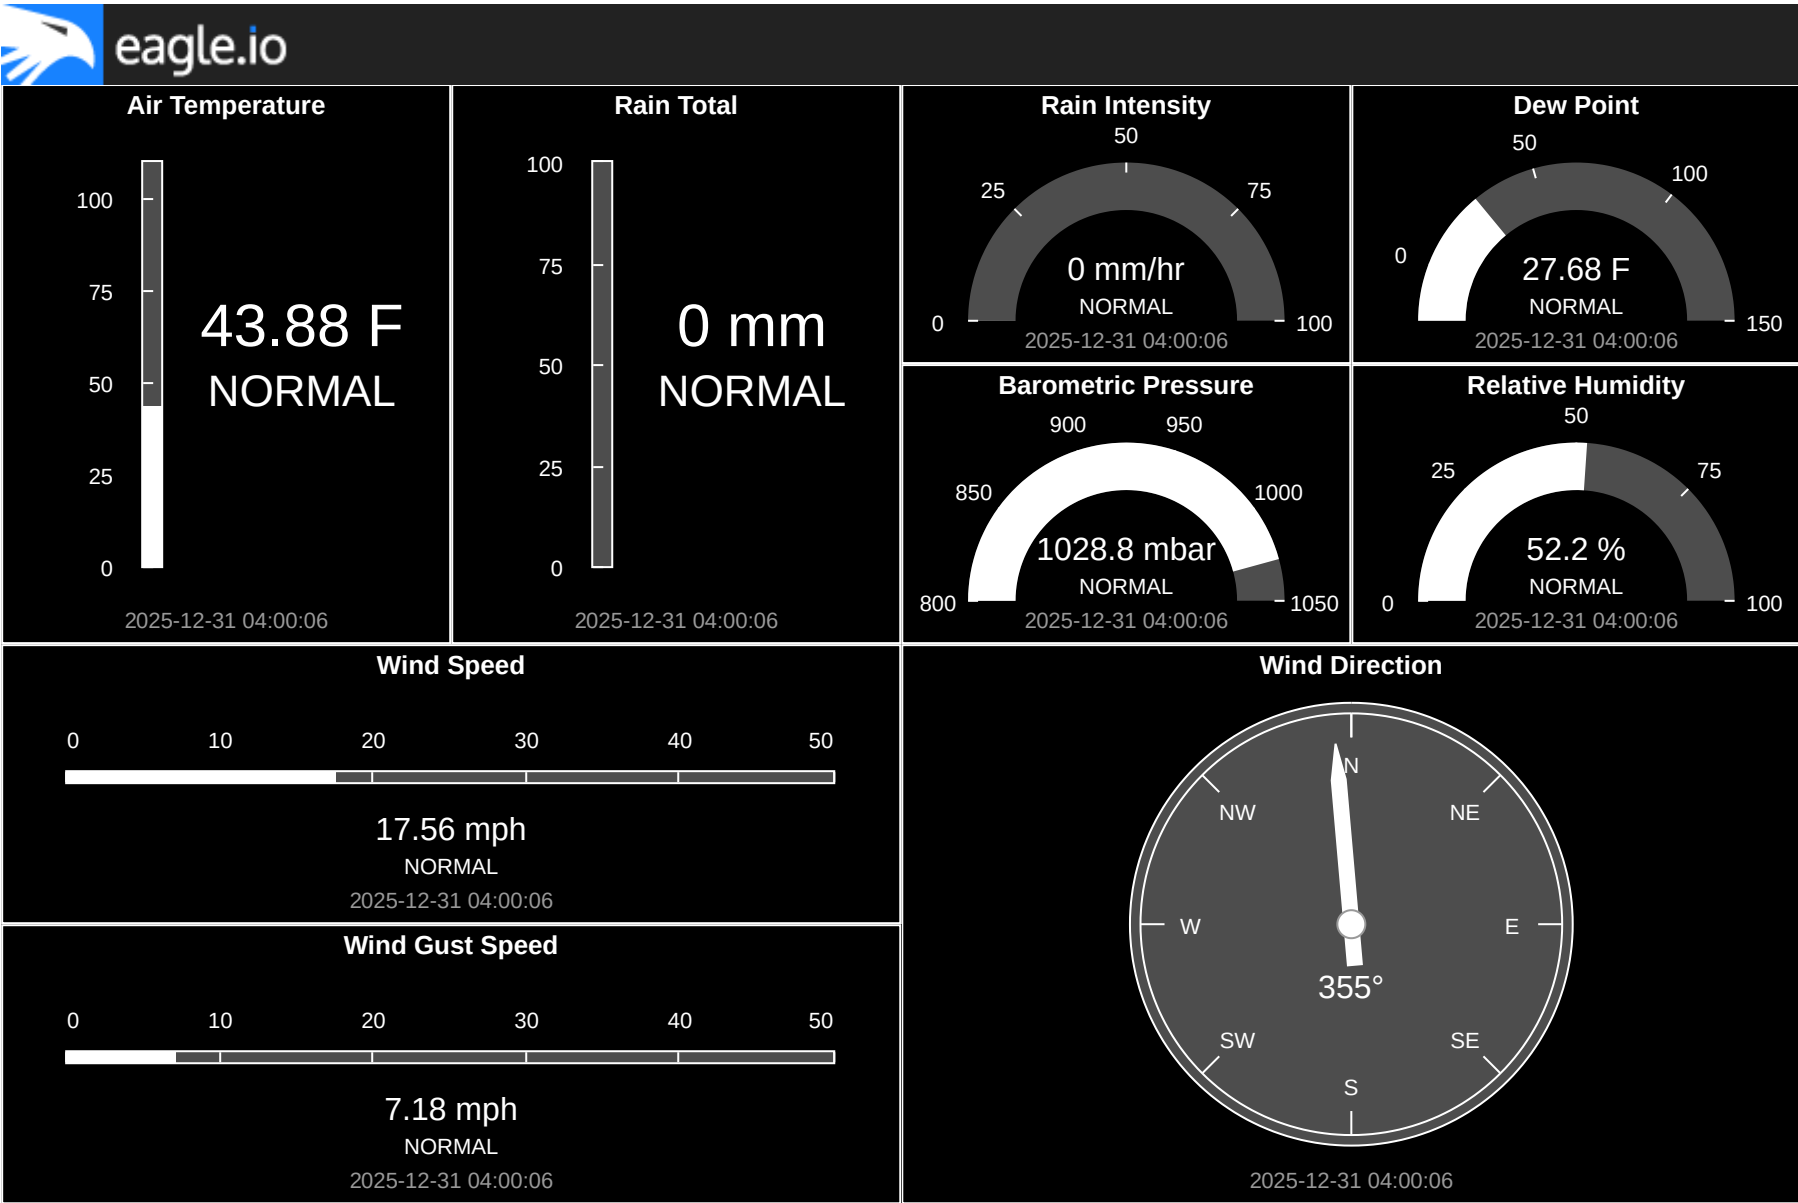 eagle.io
Air Temperature
100
75
50
25
0
43.88 F
NORMAL
2025-12-31 04:00:06
Rain Total
100
75
50
25
0
0 mm
NORMAL
2025-12-31 04:00:06
Rain Intensity
0
25
50
75
100
0 mm/hr
NORMAL
2025-12-31 04:00:06
Dew Point
0
50
100
150
27.68 F
NORMAL
2025-12-31 04:00:06
Barometric Pressure
800
850
900
950
1000
1050
1028.8 mbar
NORMAL
2025-12-31 04:00:06
Relative Humidity
0
25
50
75
100
52.2 %
NORMAL
2025-12-31 04:00:06
Wind Speed
0 10 20 30 40 50
17.56 mph
NORMAL
2025-12-31 04:00:06
Wind Gust Speed
0 10 20 30 40 50
7.18 mph
NORMAL
2025-12-31 04:00:06
Wind Direction
N
NW NE
W E
355°
SW SE
S
2025-12-31 04:00:06